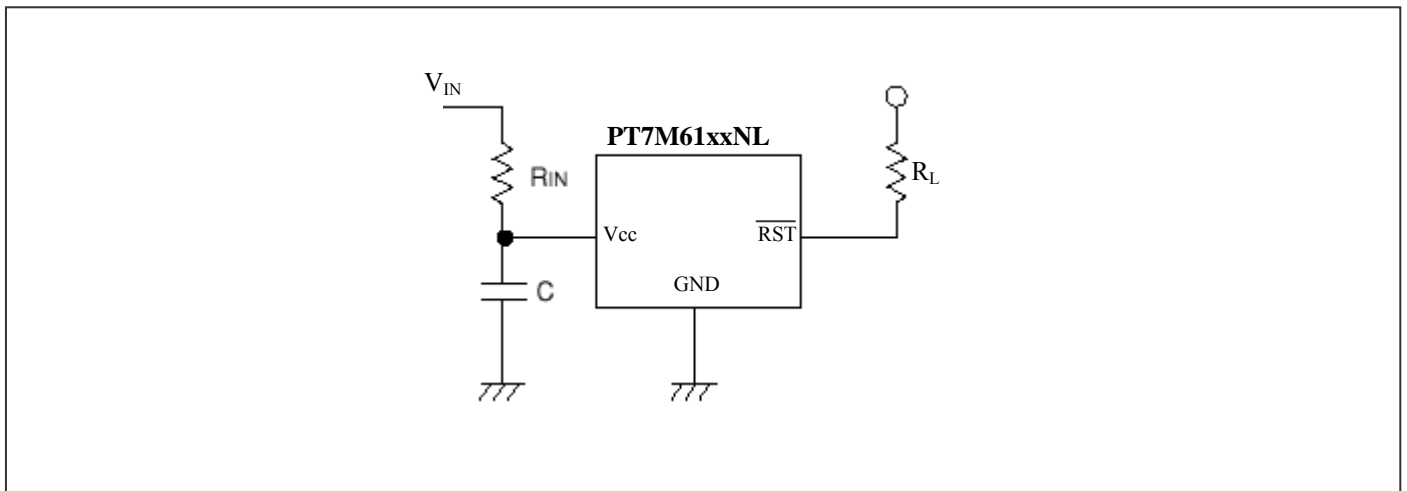 V_IN
PT7M61xxNL
RIN
R_L
Vcc
RST
GND
C